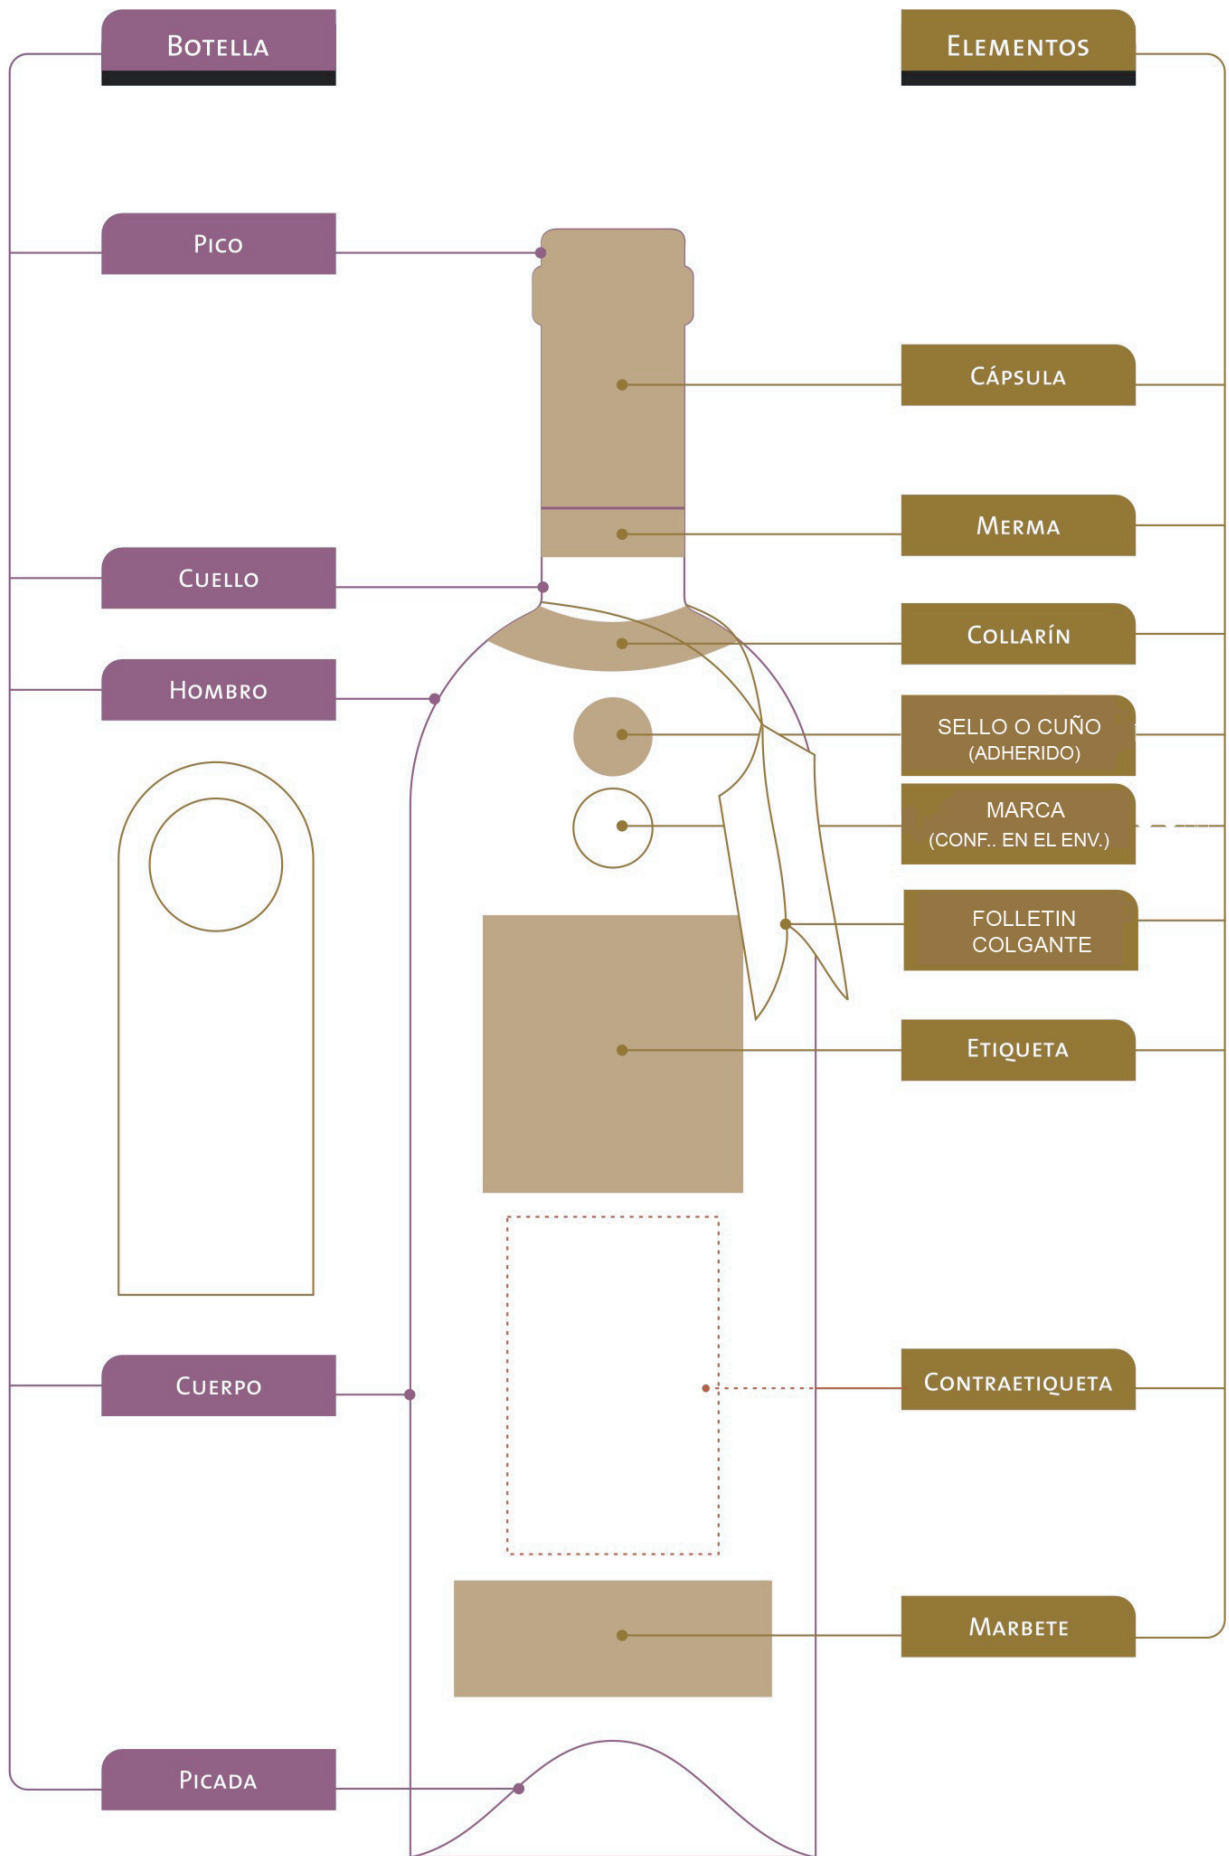 BOTELLA
ELEMENTOS
PICO
CÁPSULA
MERMA
CUELLO
COLLARÍN
HOMBRO
SELLO O CUÑO
(ADHERIDO)
MARCA
(CONF.. EN EL ENV.)
FOLLETIN
COLGANTE
ETIQUETA
CUERPO
CONTRAETIQUETA
MARBETE
PICADA